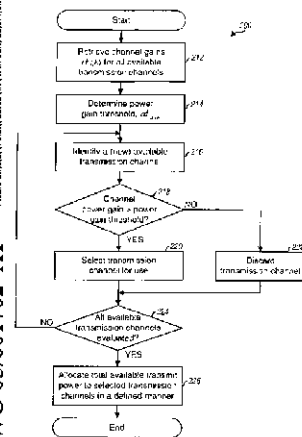 Start
Retrieve channel gains
for all available
transmission channels
212
Determine power
gain threshold,
214
Identify a (new) available
transmission channel
216
218
Channel
power gain > power
gain threshold?
NO
YES
Select transmission
channel for use
220
Discard
transmission channel
All available
transmission channels
evaluated?
224
NO
YES
Allocate total available transmit
power to selected transmission
channels in a defined manner
226
End